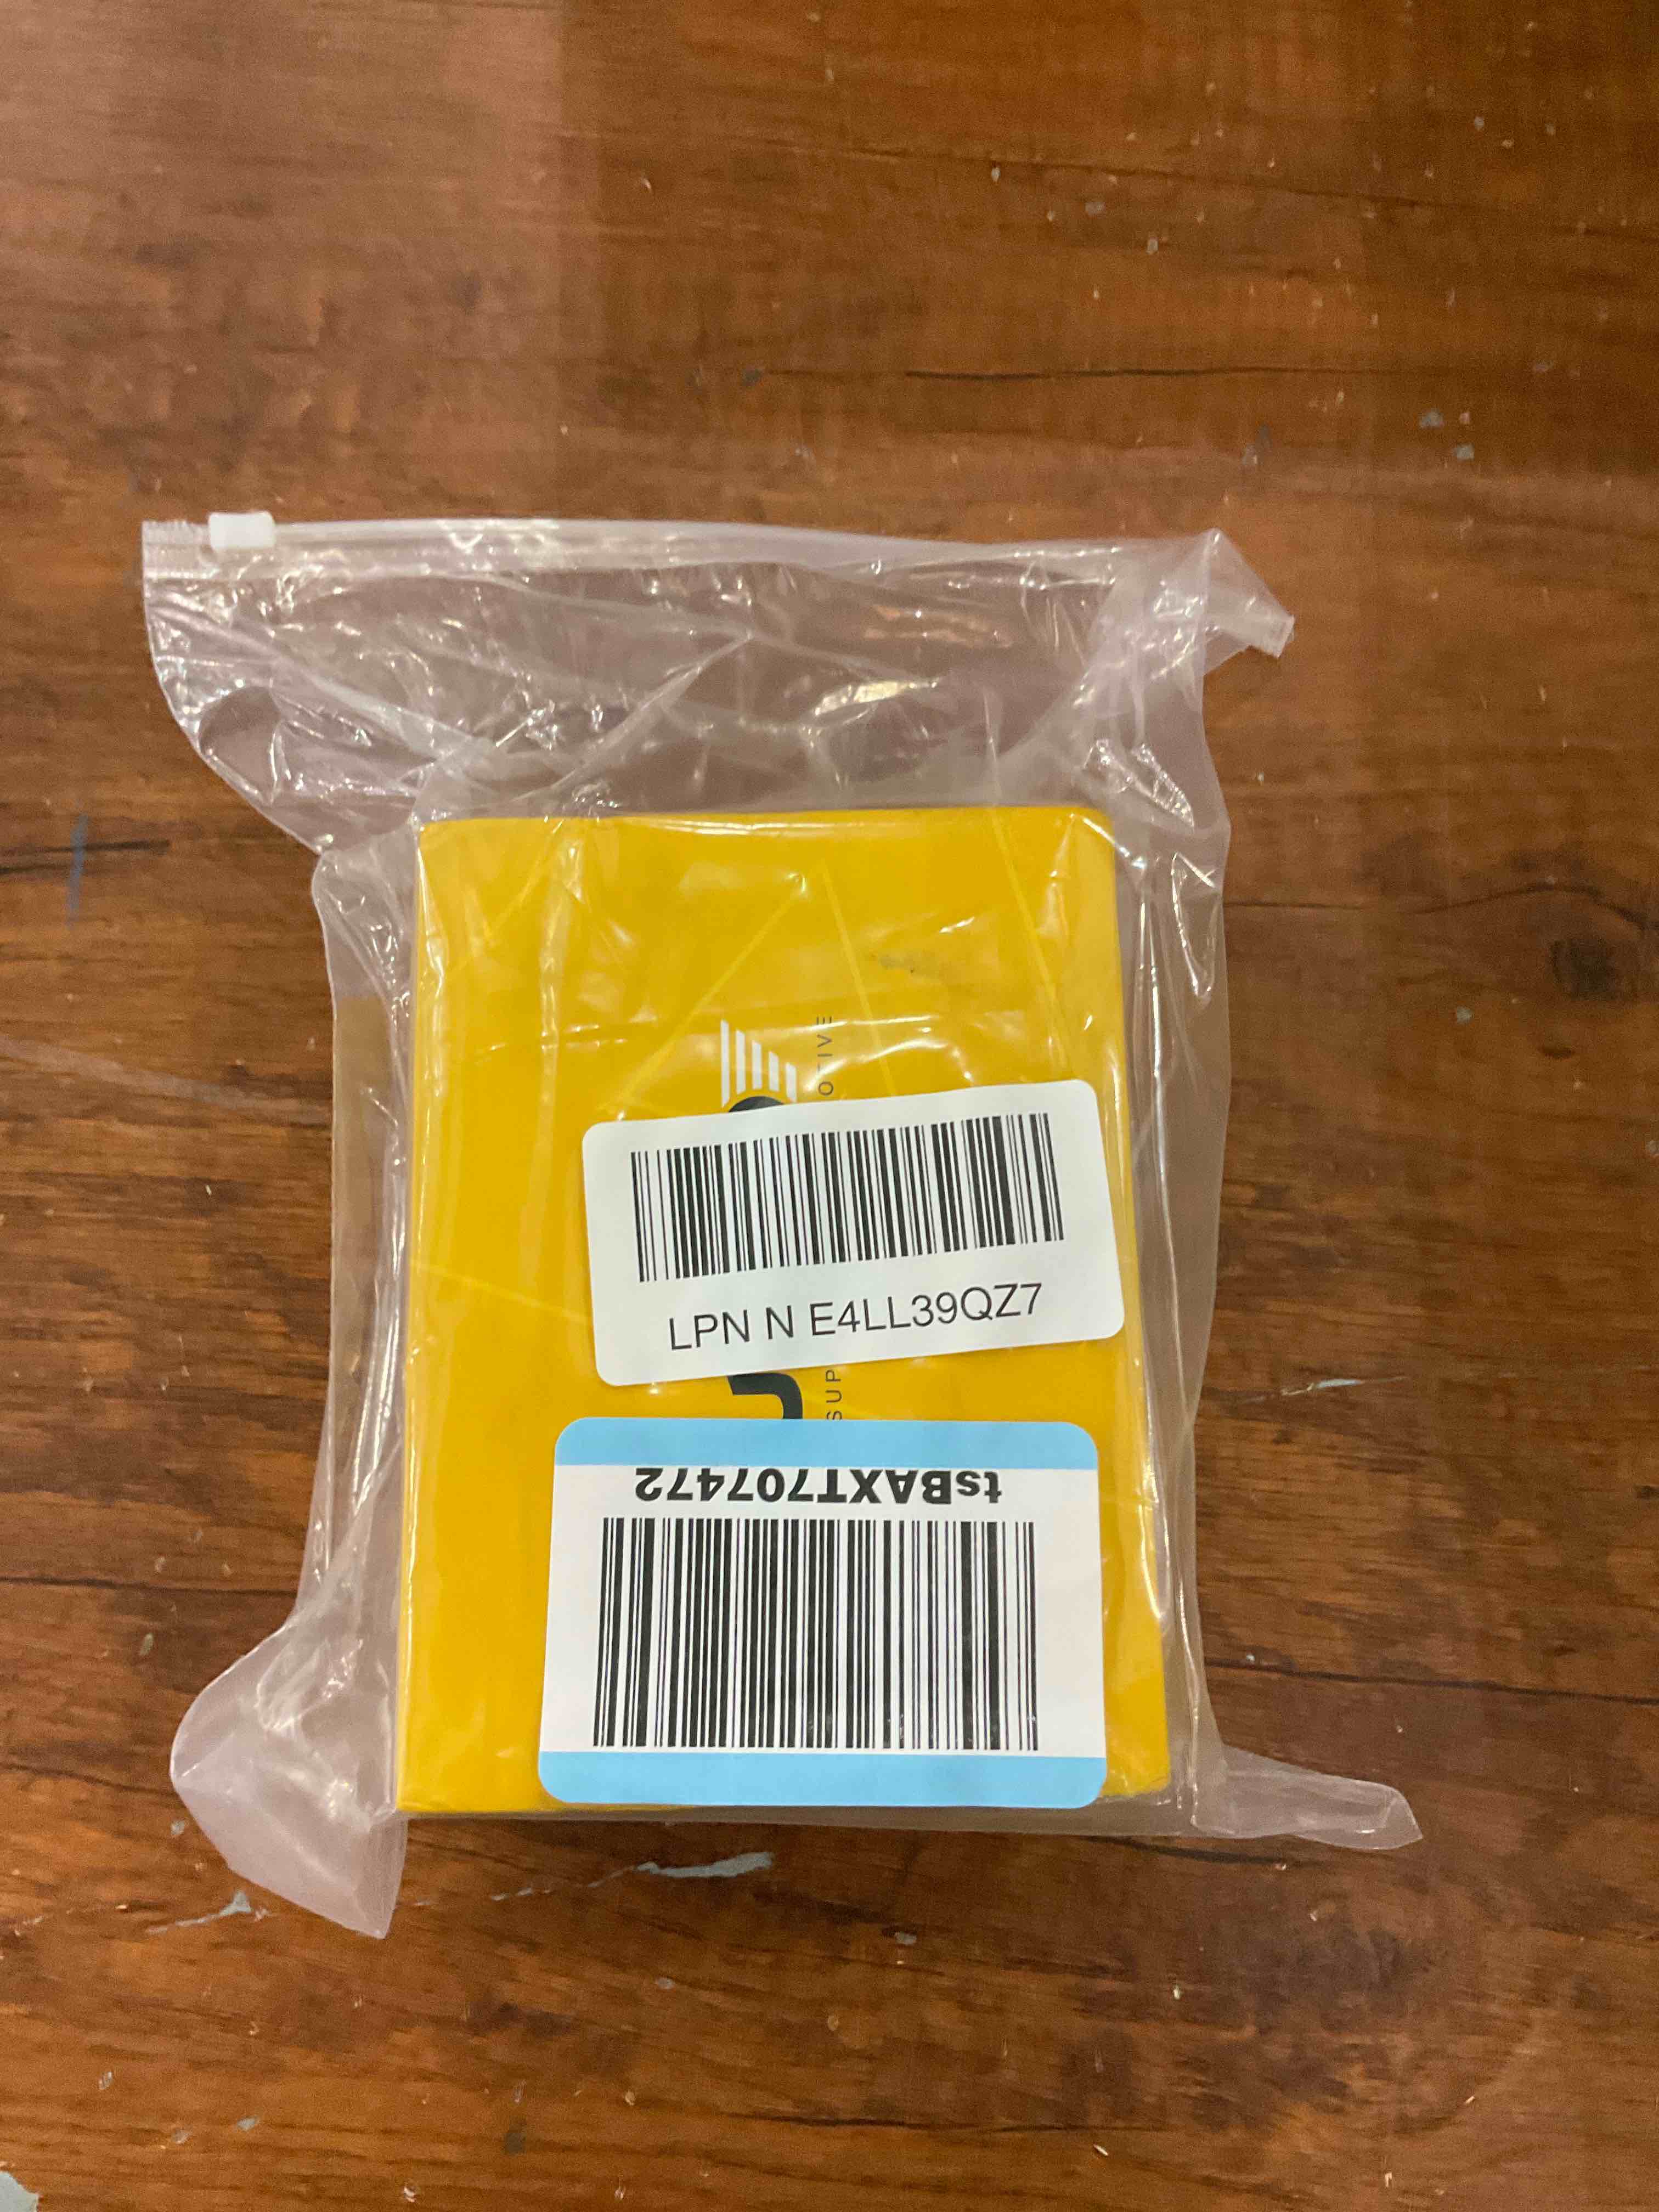 OTIVE
LPN N E4LL39QZ7
SUP
tsBAXT707472